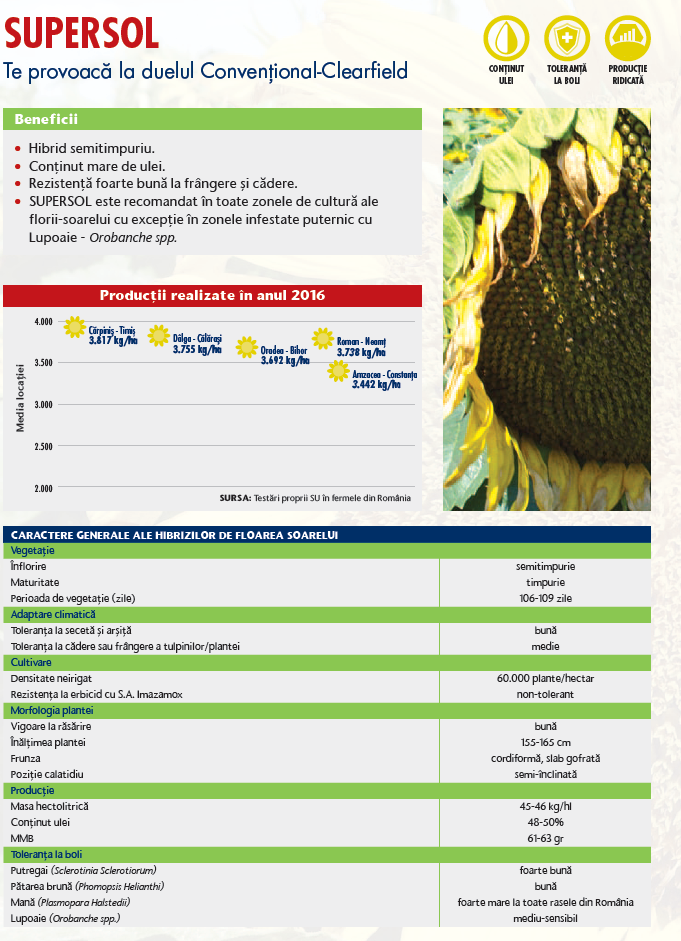 SUPERSOL
Te provoacă la duelul Convențional-Clearfield
CONȚINUT
ULEI
TOLERANȚĂ
LA BOLI
PRODUCȚIE
RIDICATĂ
Beneficii
• Hibrid semitimpuriu.
• Conținut mare de ulei.
• Rezistență foarte bună la frângere și cădere.
• SUPERSOL este recomandat în toate zonele de cultură ale
florii-soarelui cu excepție în zonele infestate puternic cu
Lupoaie - Orobanche spp.
Producții realizate în anul 2016
Media locației
4.000
3.500
3.000
2.500
2.000
Cărpiniș - Timiș
3.817 kg/ha
Dâlga - Călărași
3.755 kg/ha
Oradea - Bihor
3.692 kg/ha
Roman - Neamț
3.738 kg/ha
Amzacea - Constanța
3.442 kg/ha
SURSA: Testări proprii SU în fermele din România
CARACTERE GENERALE ALE HIBRIZILOR DE FLOAREA SOARELUI
Vegetație
Înflorire semitimpurie
Maturitate timpurie
Perioada de vegetație (zile) 106-109 zile
Adaptare climatică
Toleranța la secetă și arșiță bună
Toleranța la cădere sau frângere a tulpinilor/plantei medie
Cultivare
Densitate neirigat 60.000 plante/hectar
Rezistența la erbicid cu S.A. Imazamox non-tolerant
Morfologia plantei
Vigoare la răsărire bună
Înălțimea plantei 155-165 cm
Frunza cordiformă, slab gofrată
Poziție calatidiu semi-înclinată
Producție
Masa hectolitrică 45-46 kg/hl
Conținut ulei 48-50%
MMB 61-63 gr
Toleranța la boli
Putregai (Sclerotinia Sclerotiorum) foarte bună
Pătarea brună (Phomopsis Helianthi) bună
Mană (Plasmopara Halstedii) foarte mare la toate rasele din România
Lupoaie (Orobanche spp.) mediu-sensibil